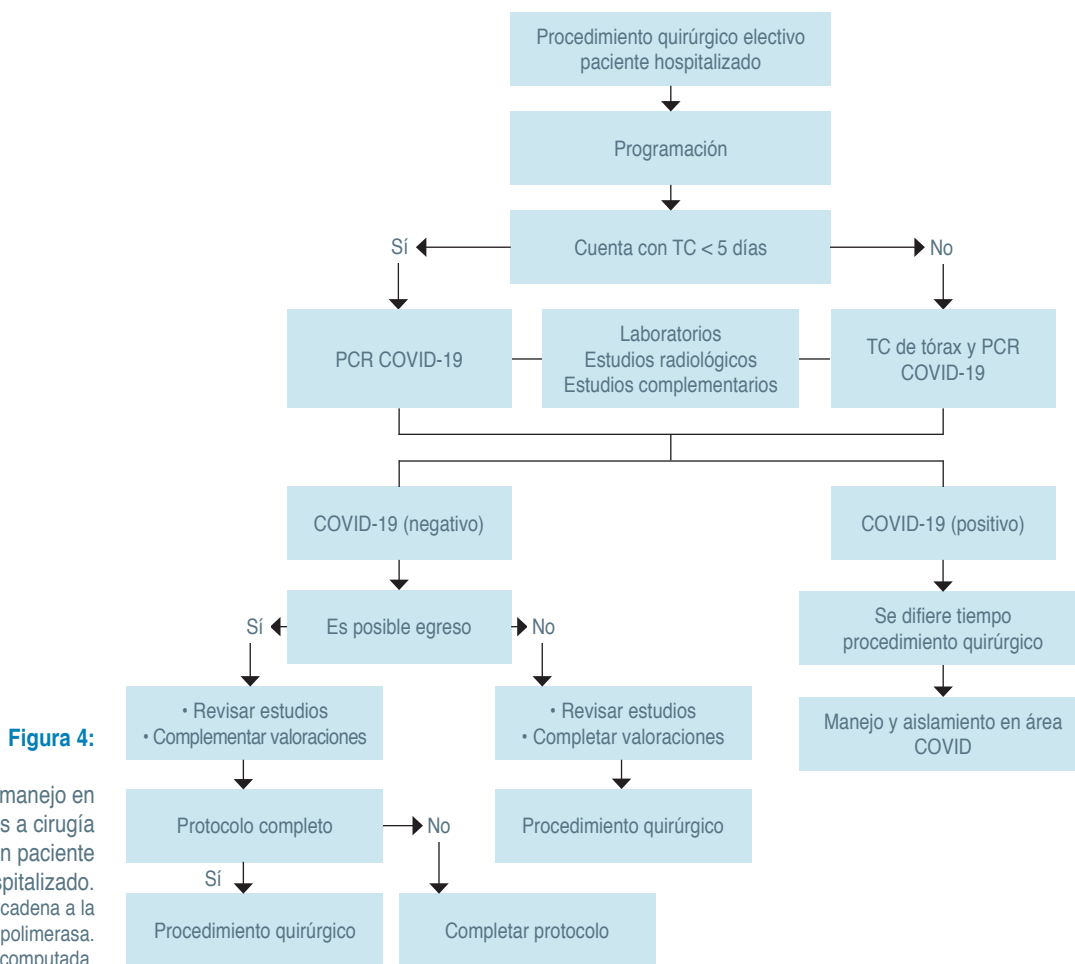 Procedimiento quirúrgico electivo
paciente hospitalizado
Programación
Cuenta con TC < 5 días
Sí
No
PCR COVID-19
Laboratorios
Estudios radiológicos
Estudios complementarios
TC de tórax y PCR
COVID-19
COVID-19 (negativo)
COVID-19 (positivo)
Es posible egreso
Sí
No
Se difiere tiempo
procedimiento quirúrgico
• Revisar estudios
• Complementar valoraciones
• Revisar estudios
• Completar valoraciones
Manejo y aislamiento en área
COVID
Protocolo completo
No
Procedimiento quirúrgico
Sí
Procedimiento quirúrgico
Completar protocolo
Figura 4:
manejo en
s a cirugía
n paciente
spitalizado.
cadena a la
polimerasa.
computada.